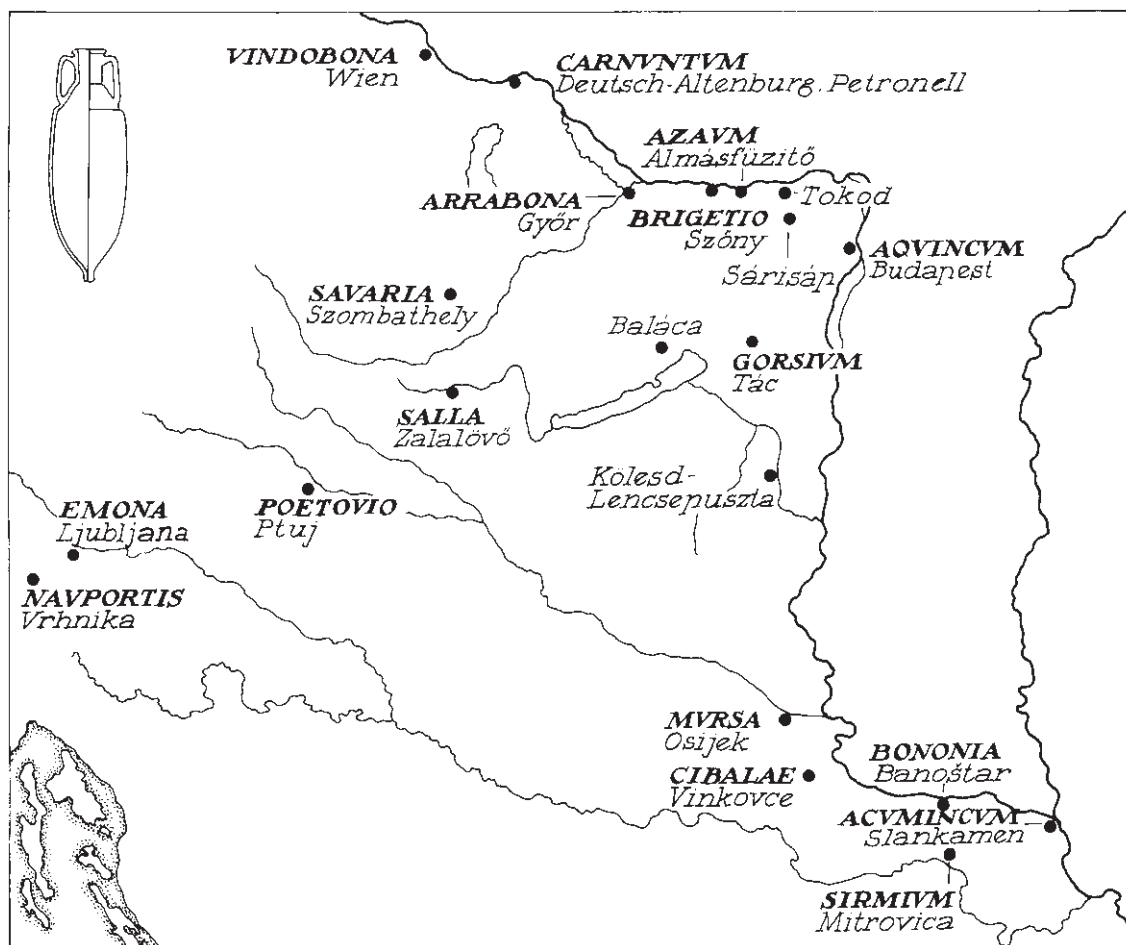 VINDOBONA
Wien
CARNVNTVM
Deutsch-Altenburg. Petronell
AZAVM
Almásfüzitő
ARRABONA
Győr
BRIGETIO
Szőny
Tokod
Sárisáp
AQVINCVM
Budapest
SAVARIA
Szombathely
Baláca
GORSIVM
Tác
SALLA
Zalalövő
Kölesd-
Lencsepuszta
POETOVIO
Ptuj
EMONA
Ljubljana
NAVPORTIS
Vrhnika
MVRSA
Osijek
CIBALAE
Vinkovce
BONONIA
Banoštar
ACVMINCVM
Slankamen
SIRMIVM
Mitrovica